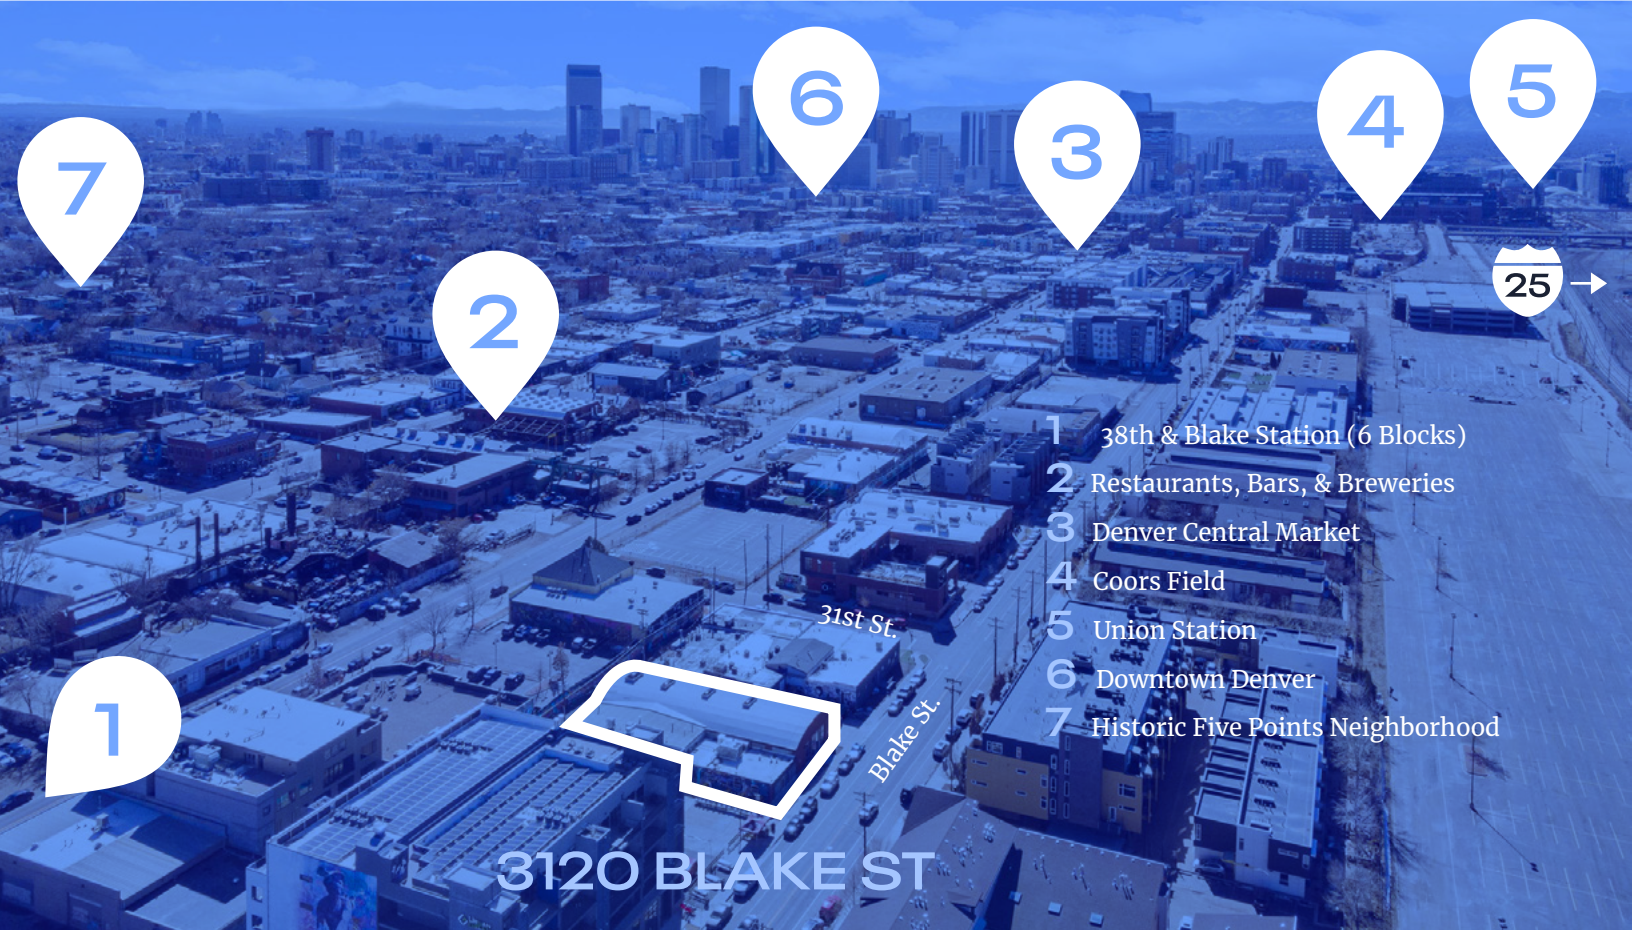 6
5
4
3
7
2
25
1
38th & Blake Station (6 Blocks)
2
Restaurants, Bars, & Breweries
3
Denver Central Market
4
Coors Field
5
Union Station
6
Downtown Denver
7
Historic Five Points Neighborhood
31st St.
Blake St.
1
3120 BLAKE ST